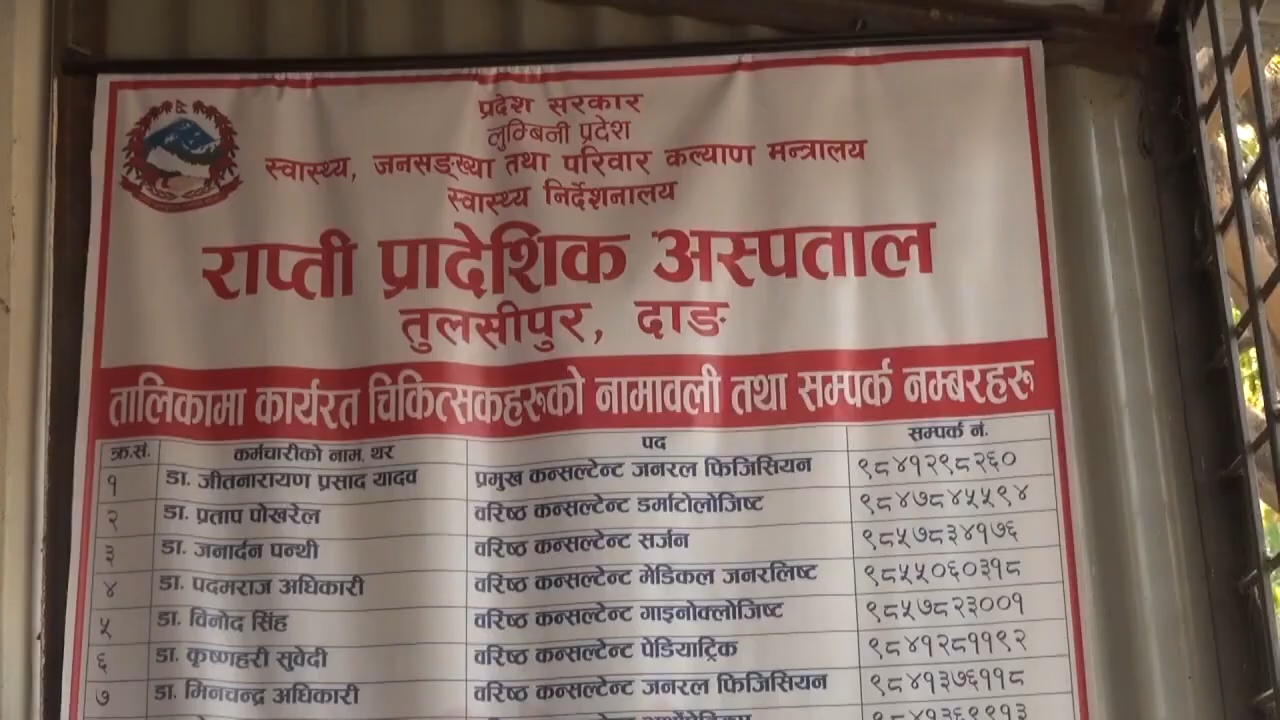 प्रदेश सरकार
लुम्बिनी प्रदेश
स्वास्थ्य, जनसङ्ख्या तथा परिवार कल्याण मन्त्रालय
स्वास्थ्य निर्देशनालय
राप्ती प्रादेशिक अस्पताल
तुलसीपुर, दाङ
तालिकामा कार्यरत चिकित्सकहरूको नामावली तथा सम्पर्क नम्बरहरू
क्र.सं. कर्मचारीको नाम, थर पद सम्पर्क नं.
१ डा. जीतनारायण प्रसाद यादव प्रमुख कन्सल्टेन्ट जनरल फिजिसियन ९८४१२९८२६०
२ डा. प्रताप पोखरेल वरिष्ठ कन्सल्टेन्ट डर्माटोलोजिष्ट ९८४७८४५५९४
३ डा. जनार्दन पन्थी वरिष्ठ कन्सल्टेन्ट सर्जन ९८५७८३४१७६
४ डा. पदमराज अधिकारी वरिष्ठ कन्सल्टेन्ट मेडिकल जनरलिष्ट ९८५५०६०३१८
५ डा. विनोद सिंह वरिष्ठ कन्सल्टेन्ट गाइनोक्लोजिष्ट ९८५७८२३००१
६ डा. कृष्णहरी सुवेदी वरिष्ठ कन्सल्टेन्ट पेडियाट्रिक ९८४१२८११९२
७ डा. मिनचन्द्र अधिकारी वरिष्ठ कन्सल्टेन्ट जनरल फिजिसियन ९८४१३७६११८